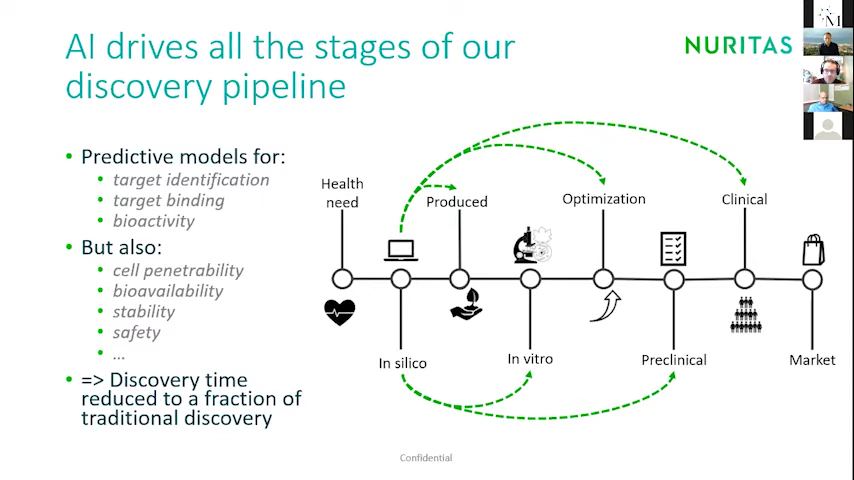 AI drives all the stages of our
discovery pipeline
NURITAS
M
• Predictive models for:
• target identification
• target binding
• bioactivity
• But also:
• cell penetrability
• bioavailability
• stability
• safety
• ...
• => Discovery time
reduced to a fraction of
traditional discovery
Health
need
Produced
Optimization
Clinical
In silico
In vitro
Preclinical
Market
Confidential